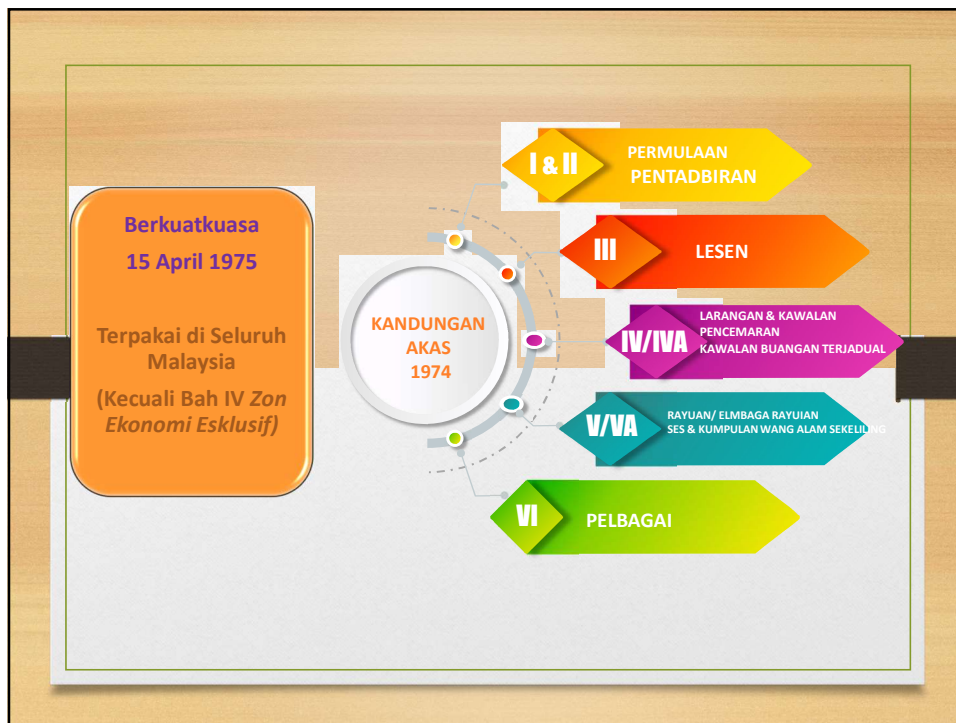 Berkuatkuasa
15 April 1975
Terpakai di Seluruh
Malaysia
(Kecuali Bah IV Zon
Ekonomi Esklusif)
KANDUNGAN
AKAS
1974
I & II
PERMULAAN
PENTADBIRAN
III
LESEN
IV/IVA
LARANGAN & KAWALAN
PENCEMARAN
KAWALAN BUANGAN TERJADUAL
V/VA
RAYUAN/ ELMBAGA RAYUIAN
SES & KUMPULAN WANG ALAM SEKELILING
VI
PELBAGAI